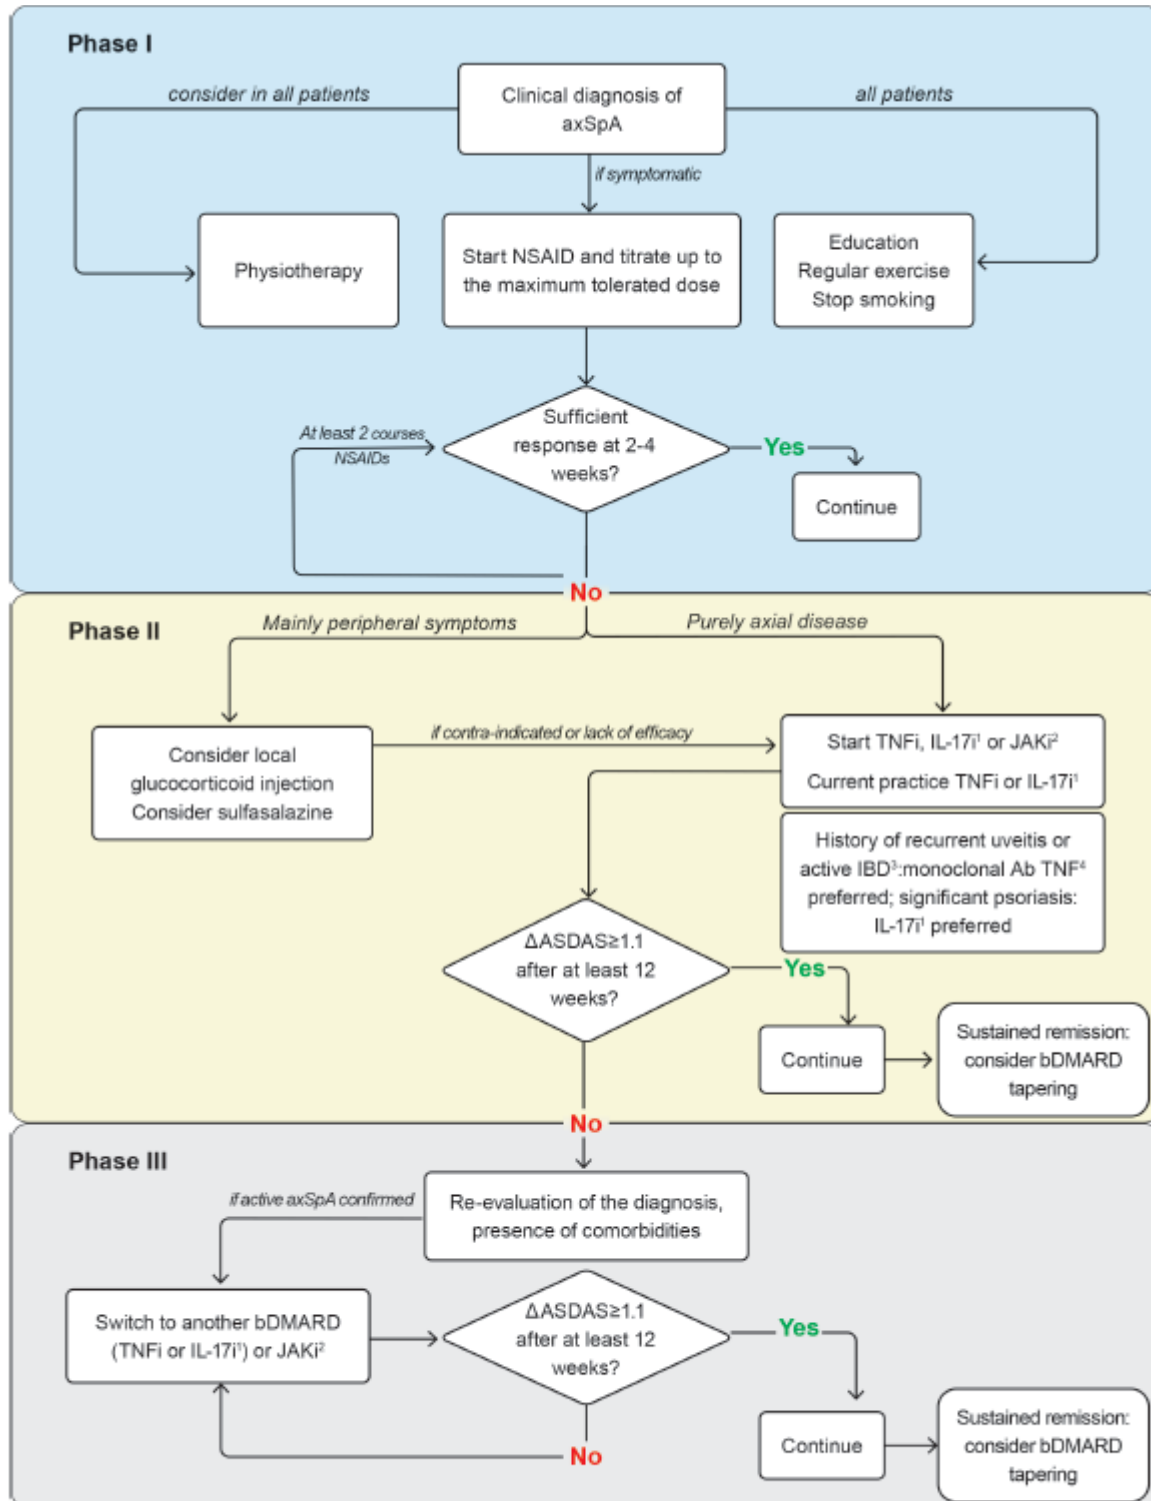 Phase I
consider in all patients
Clinical diagnosis of
axSpA
all patients
if symptomatic
Physiotherapy
Start NSAID and titrate up to
the maximum tolerated dose
Education
Regular exercise
Stop smoking
At least 2 courses
NSAIDs
Sufficient
response at 2-4
weeks?
Yes
Continue
No
Phase II
Mainly peripheral symptoms
Purely axial disease
Consider local
glucocorticoid injection
Consider sulfasalazine
if contra-indicated or lack of efficacy
Start TNFi, IL-17i¹ or JAKi²
Current practice TNFi or IL-17i¹
History of recurrent uveitis or
active IBD³:monoclonal Ab TNF⁴
preferred; significant psoriasis:
IL-17i¹ preferred
ΔASDAS≥1.1
after at least 12
weeks?
Yes
Continue
Sustained remission:
consider bDMARD
tapering
No
Phase III
if active axSpA confirmed
Re-evaluation of the diagnosis,
presence of comorbidities
Switch to another bDMARD
(TNFi or IL-17i¹) or JAKi²
ΔASDAS≥1.1
after at least 12
weeks?
Yes
Continue
Sustained remission:
consider bDMARD
tapering
No